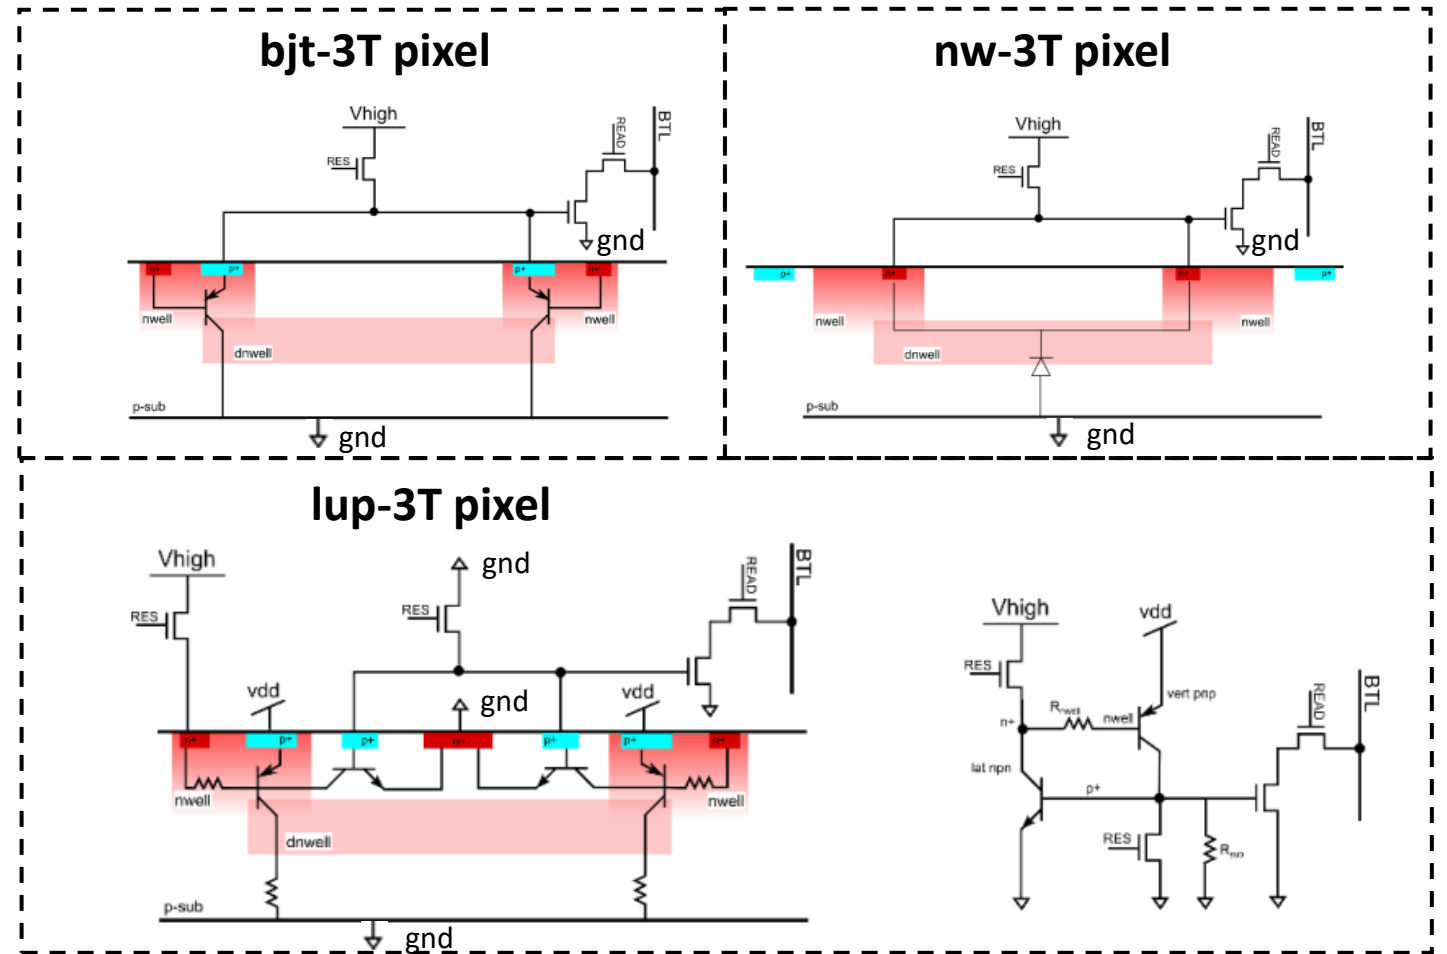 bjt-3T pixel
Vhigh
RES
READ
BTL
gnd
n+
p+
p+
n+
nwell
nwell
dnwell
p-sub
gnd
nw-3T pixel
Vhigh
RES
READ
BTL
gnd
p+
n+
n+
p+
nwell
nwell
dnwell
p-sub
gnd
lup-3T pixel
Vhigh
RES
gnd
RES
READ
BTL
vdd
gnd
vdd
n+
p+
p+
n+
p+
p+
n+
nwell
nwell
dnwell
p-sub
gnd
Vhigh
vdd
RES
vert pnp
READ
BTL
n+
Rnwell
nwell
lat npn
p+
RES